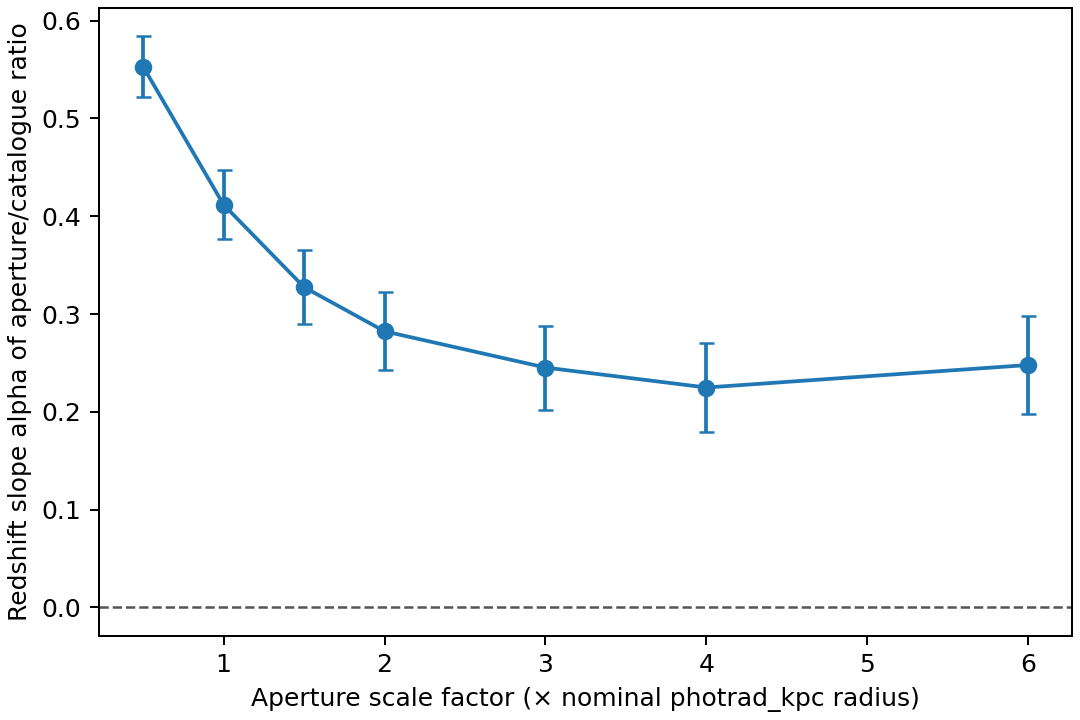 Redshift slope alpha of aperture/catalogue ratio
0.6
0.5
0.4
0.3
0.2
0.1
0.0
1 2 3 4 5 6
Aperture scale factor (× nominal photrad_kpc radius)